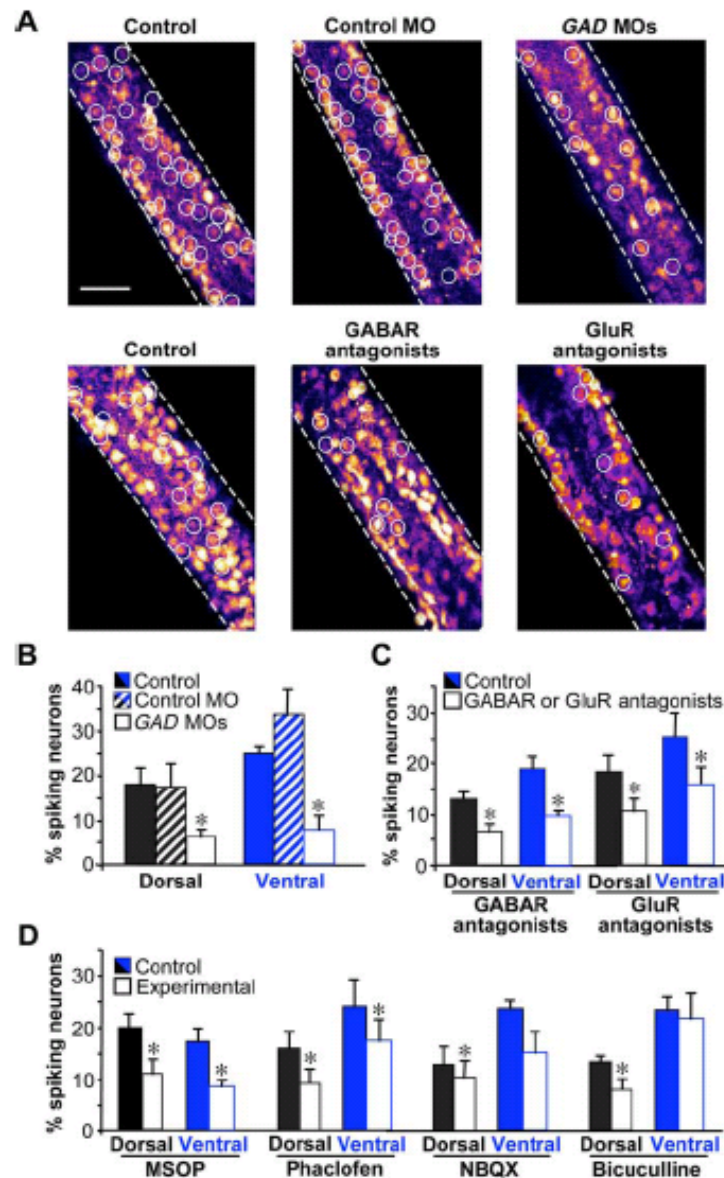 A
Control
Control MO
GAD MOs
Control
GABAR
antagonists
GluR
antagonists
B
Control
Control MO
GAD MOs
% spiking neurons
40
30
20
10
0
*
*
Dorsal
Ventral
C
Control
GABAR or GluR antagonists
% spiking neurons
30
20
10
0
*
*
*
*
Dorsal Ventral Dorsal Ventral
GABAR
antagonists
GluR
antagonists
D
Control
Experimental
% spiking neurons
30
20
10
0
*
*
*
*
*
*
Dorsal Ventral Dorsal Ventral Dorsal Ventral Dorsal Ventral
MSOP Phaclofen NBQX Bicuculline